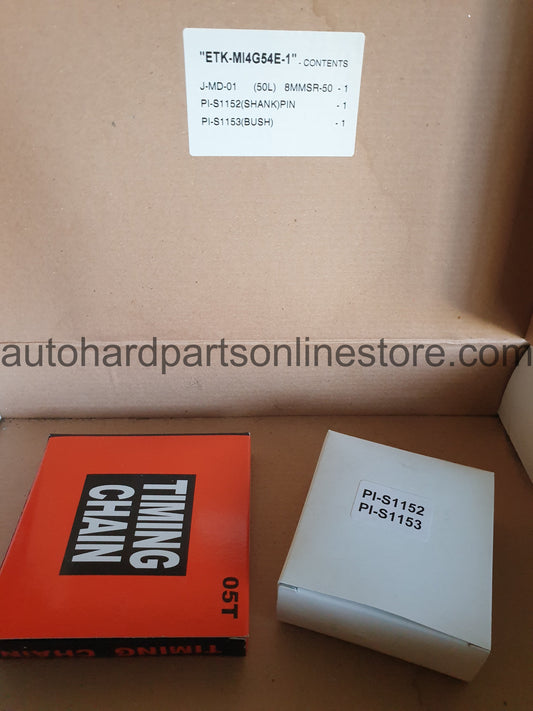 "ETK-MI4G54E-1" - CONTENTS
J-MD-01 (50L) 8MMSR-50 - 1
PI-S1152(SHANK)PIN - 1
PI-S1153(BUSH) - 1
autohardpartsonlinestore.com
TIMING
CHAIN
05T
TIMING CHAIN
PI-S1152
PI-S1153